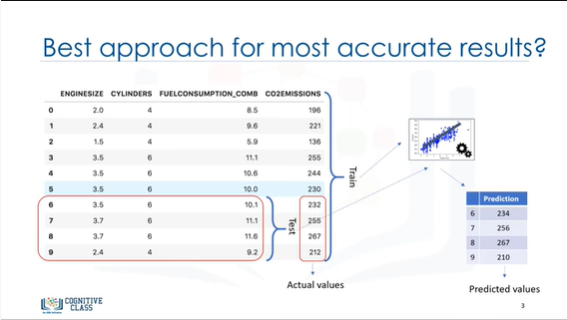 Best approach for most accurate results?
ENGINESIZE CYLINDERS FUELCONSUMPTION_COMB CO2EMISSIONS
0 2.0 4 8.5 196
1 2.4 4 9.6 221
2 1.5 4 5.9 136
3 3.5 6 11.1 255
4 3.5 6 10.6 244
5 3.5 6 10.0 230
6 3.5 6 10.1 232
7 3.7 6 11.1 255
8 3.7 6 11.6 267
9 2.4 4 9.2 212
Test
Train
Prediction
6 234
7 256
8 267
9 210
Actual values
Predicted values
COGNITIVE
CLASS
3